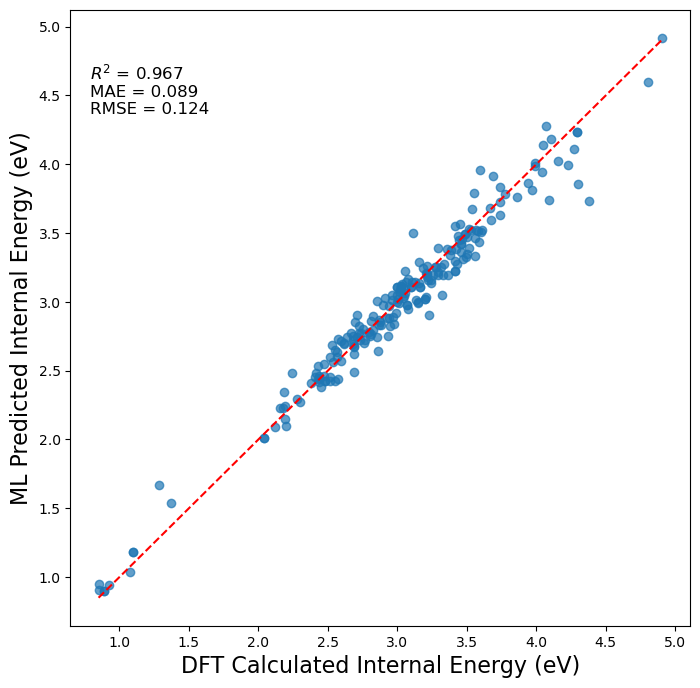 R² = 0.967
MAE = 0.089
RMSE = 0.124
5.0
4.5
4.0
3.5
3.0
2.5
2.0
1.5
1.0
ML Predicted Internal Energy (eV)
1.0 1.5 2.0 2.5 3.0 3.5 4.0 4.5 5.0
DFT Calculated Internal Energy (eV)